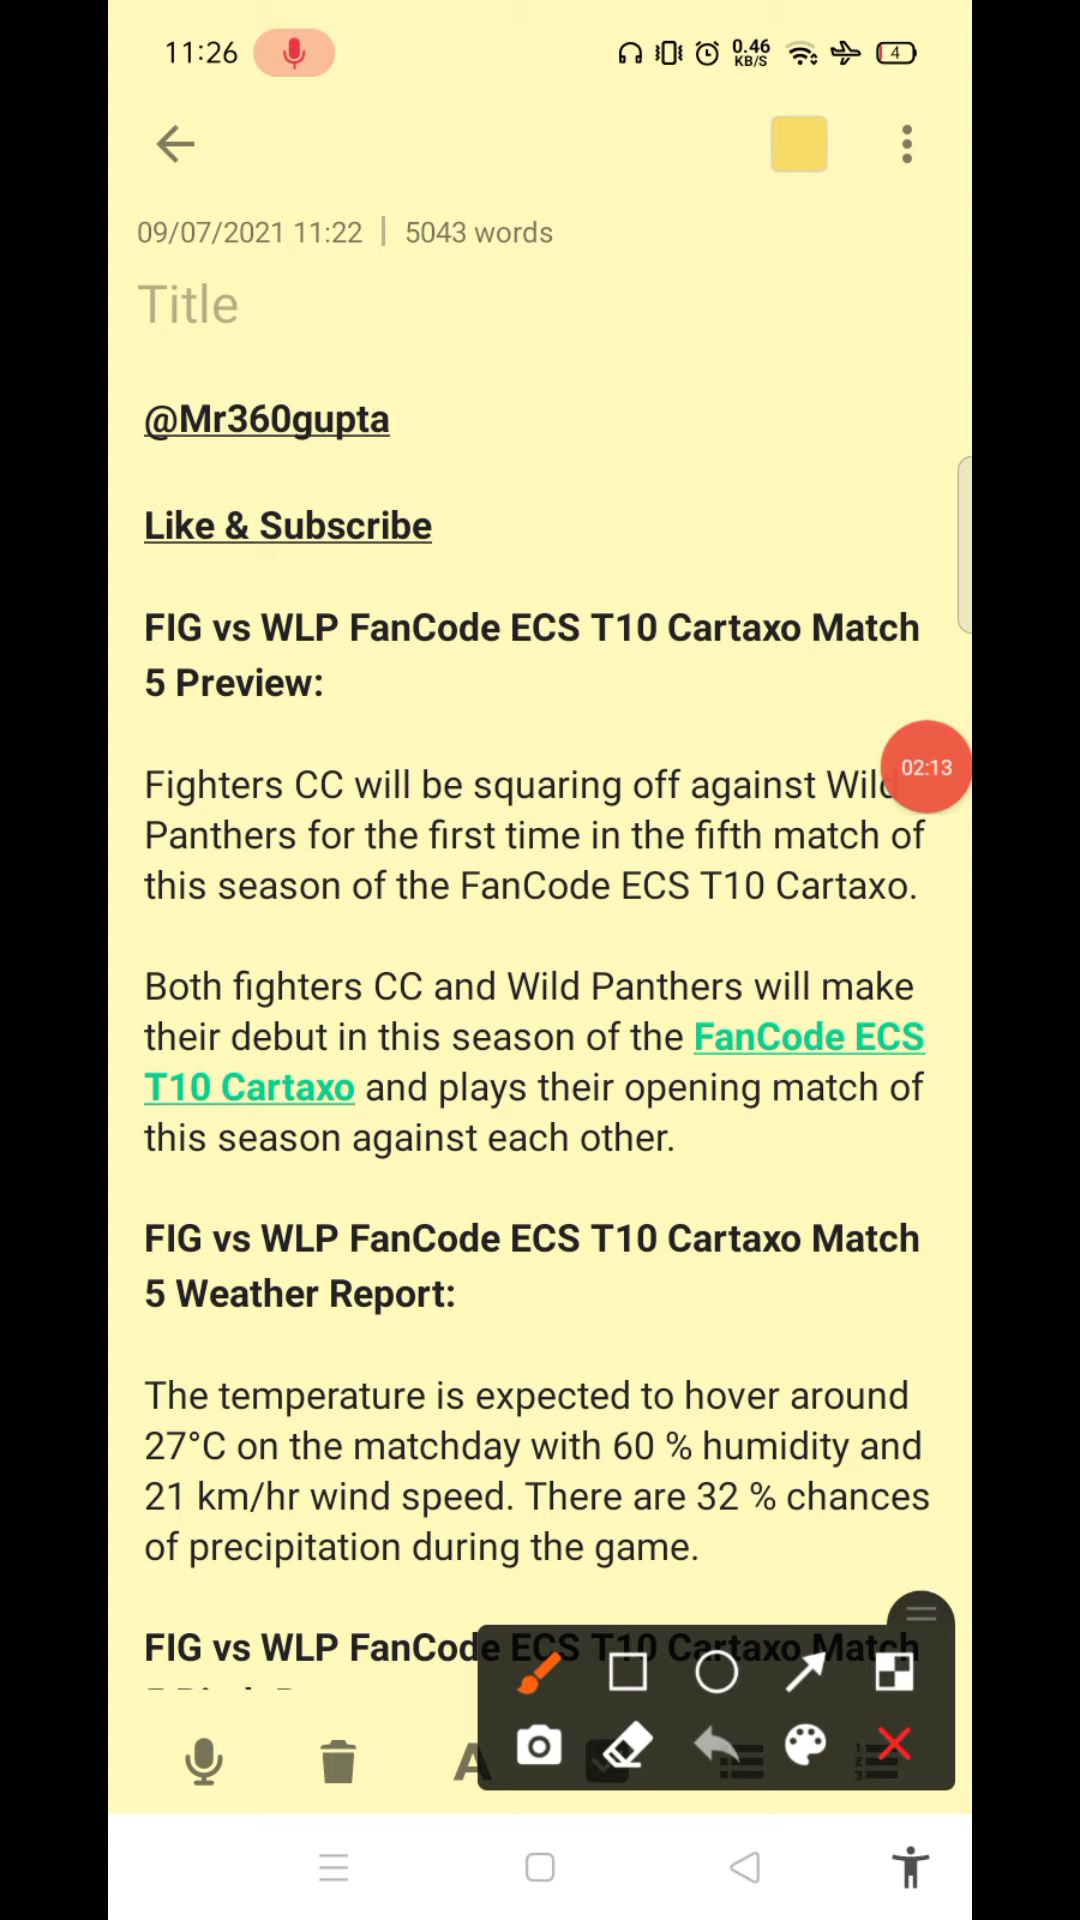 11:26 0.46 KB/S 4
09/07/2021 11:22 | 5043 words
Title
@Mr360gupta
Like & Subscribe
FIG vs WLP FanCode ECS T10 Cartaxo Match
5 Preview:
02:13
Fighters CC will be squaring off against Wild
Panthers for the first time in the fifth match of
this season of the FanCode ECS T10 Cartaxo.
Both fighters CC and Wild Panthers will make
their debut in this season of the FanCode ECS
T10 Cartaxo and plays their opening match of
this season against each other.
FIG vs WLP FanCode ECS T10 Cartaxo Match
5 Weather Report:
The temperature is expected to hover around
27°C on the matchday with 60 % humidity and
21 km/hr wind speed. There are 32 % chances
of precipitation during the game.
FIG vs WLP FanCode ECS T10 Cartaxo Match
A